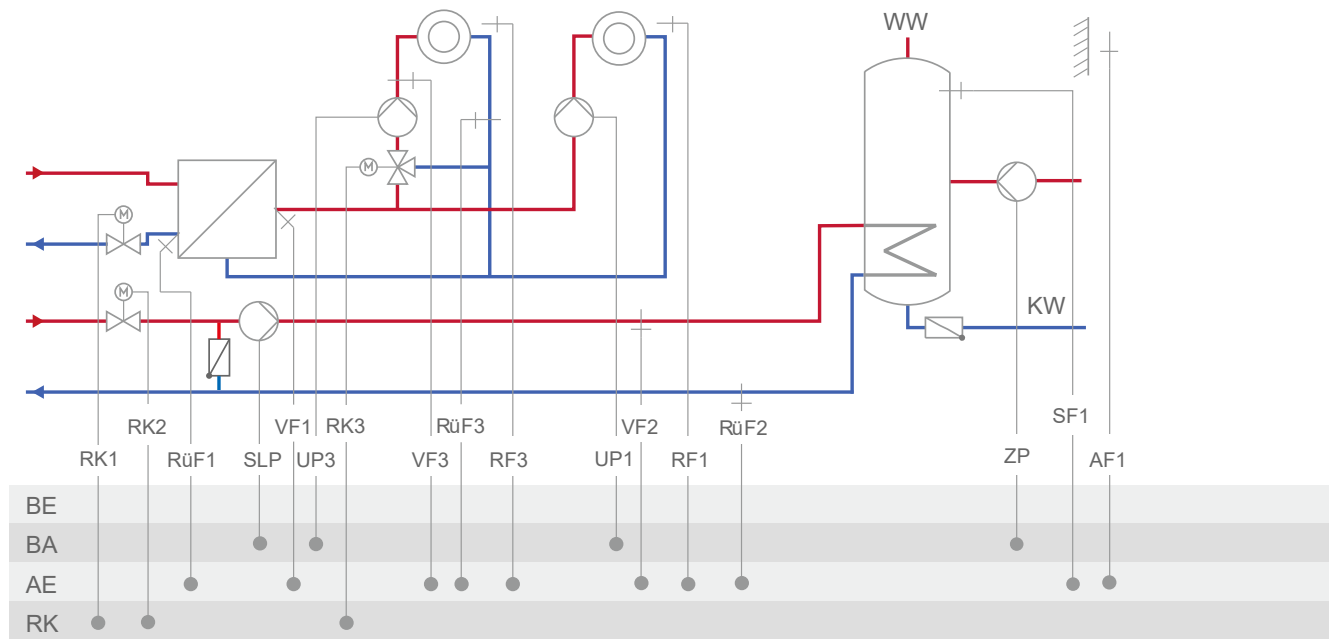 WW
M
M
M
KW
RK2 VF1 RK3 RüF3 VF2 RüF2 SF1
RK1 RüF1 SLP UP3 VF3 RF3 UP1 RF1 ZP AF1
BE
BA
AE
RK